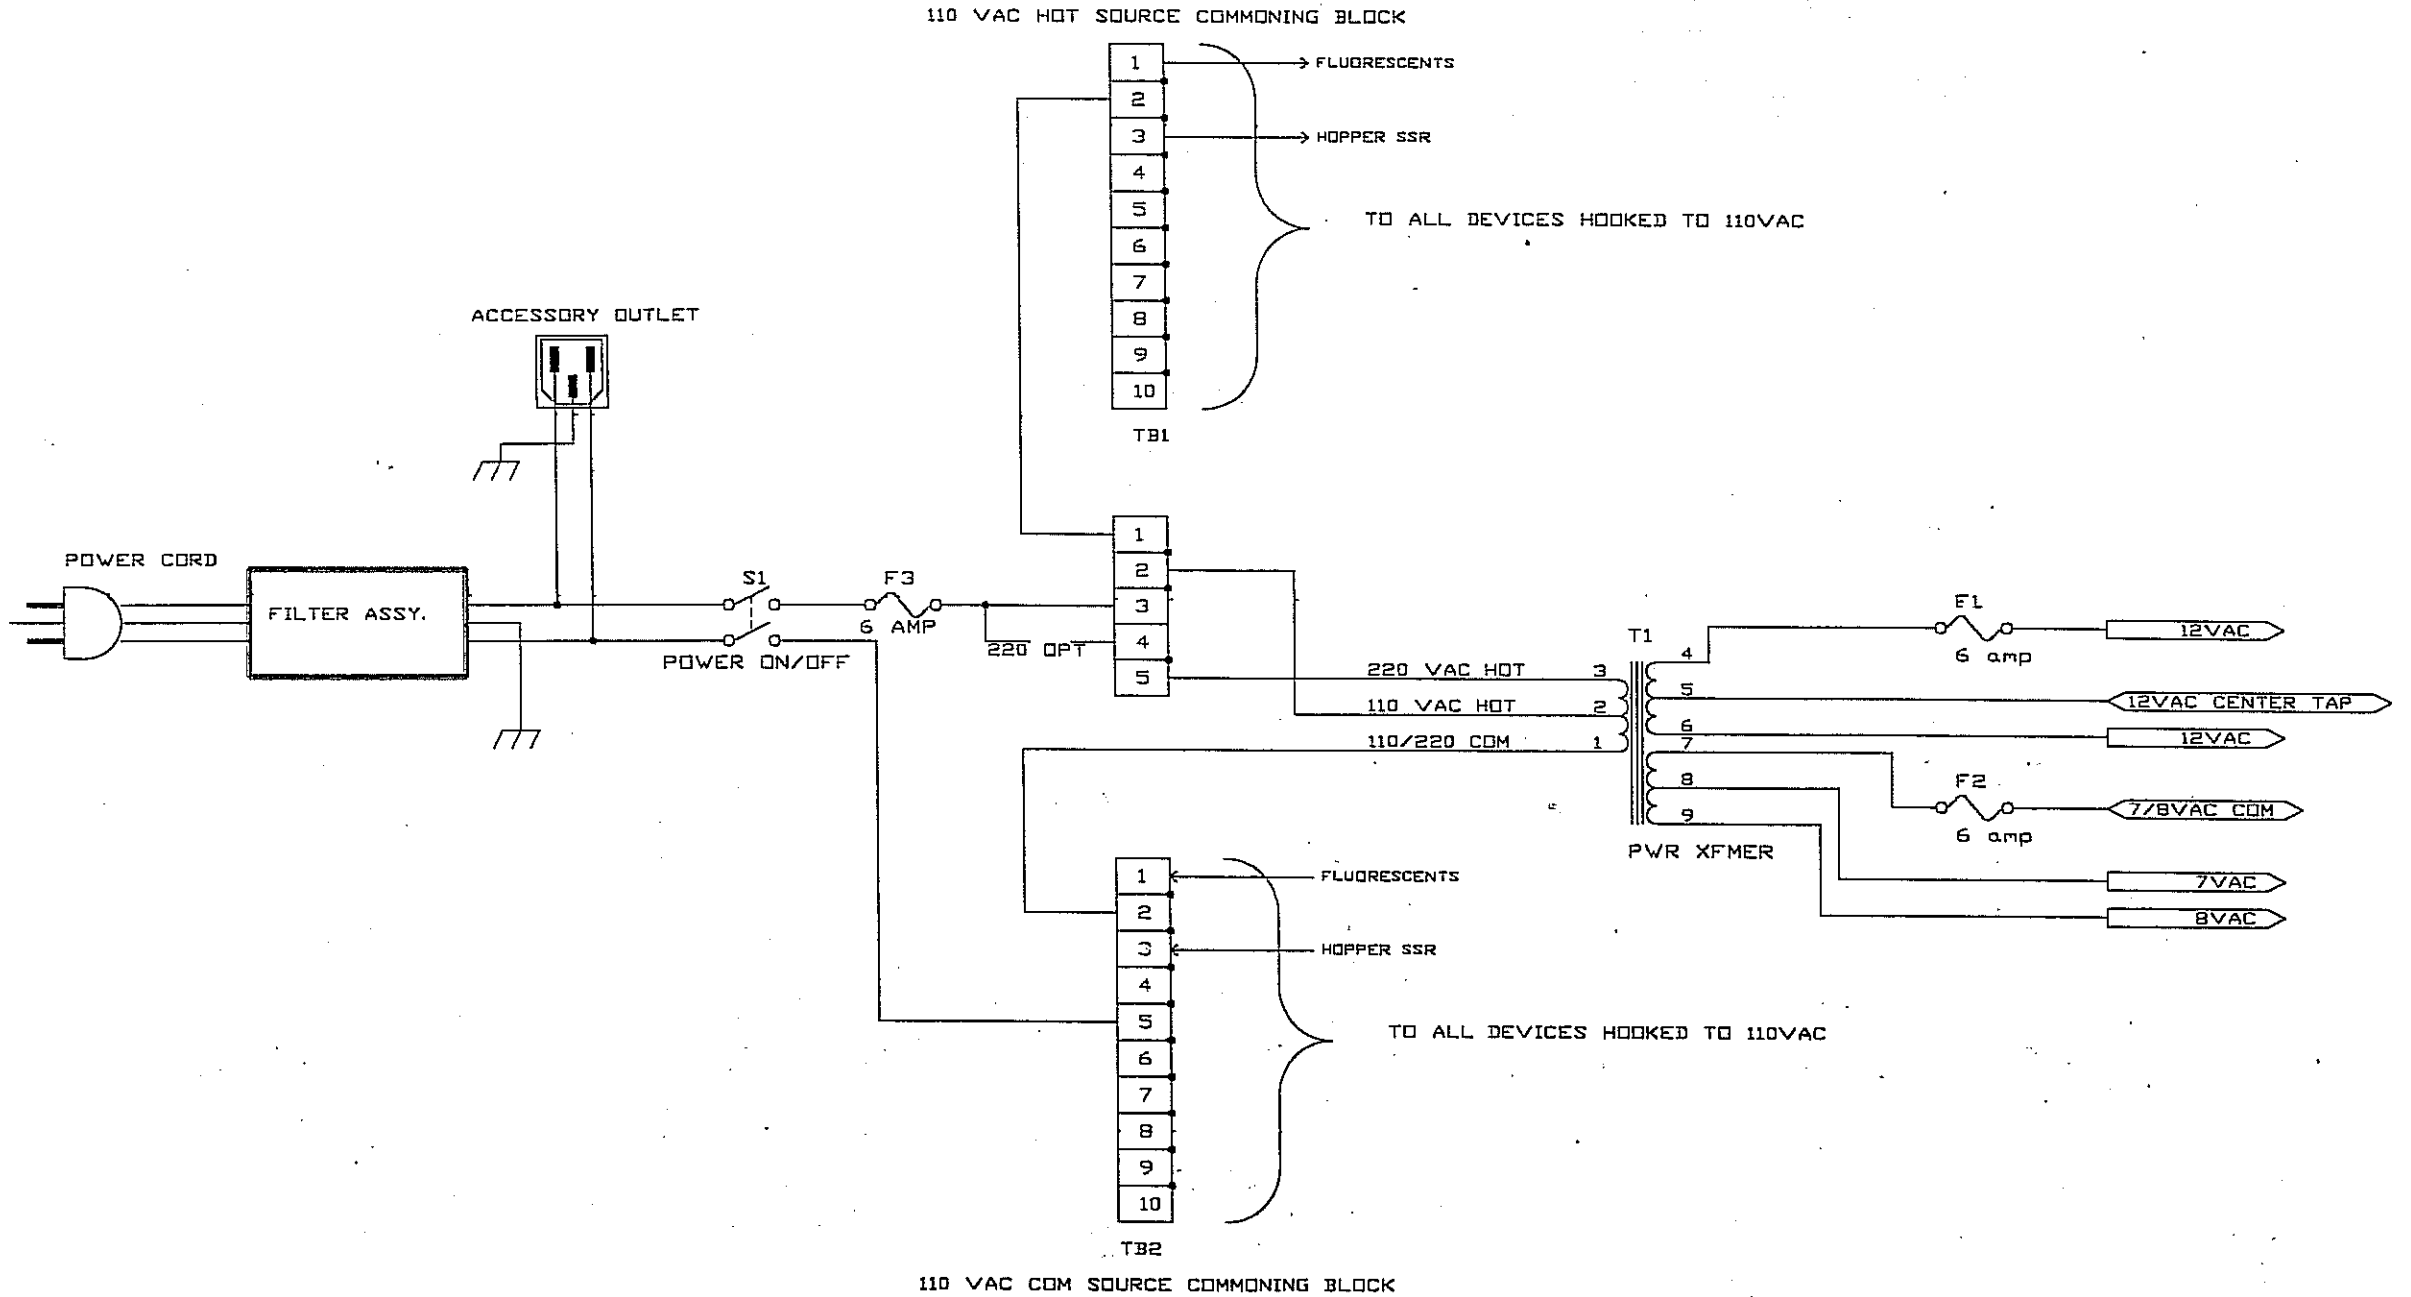 110 VAC HOT SOURCE COMMONING BLOCK
1
FLUORESCENTS
2
3
HOPPER SSR
4
5
TO ALL DEVICES HOOKED TO 110VAC
6
7
8
9
10
TB1
ACCESSORY OUTLET
POWER CORD
FILTER ASSY.
S1
POWER ON/OFF
F3
6 AMP
220 OPT
1
2
3
4
5
220 VAC HOT
3
110 VAC HOT
2
110/220 COM
1
T1
4
5
6
7
8
9
PWR XFMER
F1
6 amp
12VAC
12VAC CENTER TAP
12VAC
F2
6 amp
7/8VAC COM
7VAC
8VAC
1
FLUORESCENTS
2
3
HOPPER SSR
4
5
TO ALL DEVICES HOOKED TO 110VAC
6
7
8
9
10
TB2
110 VAC COM SOURCE COMMONING BLOCK